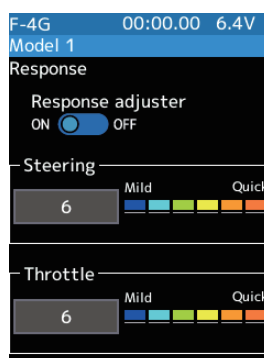 F-4G 00:00.00 6.4V
Model 1
Response
Response adjuster
ON OFF
Steering
Mild Quick
6
Throttle
Mild Quick
6